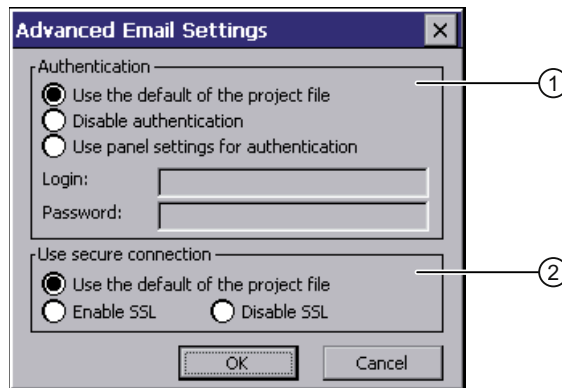 Advanced Email Settings
Authentication
1
Use the default of the project file
Disable authentication
Use panel settings for authentication
Login:
Password:
Use secure connection
2
Use the default of the project file
Enable SSL Disable SSL
OK Cancel